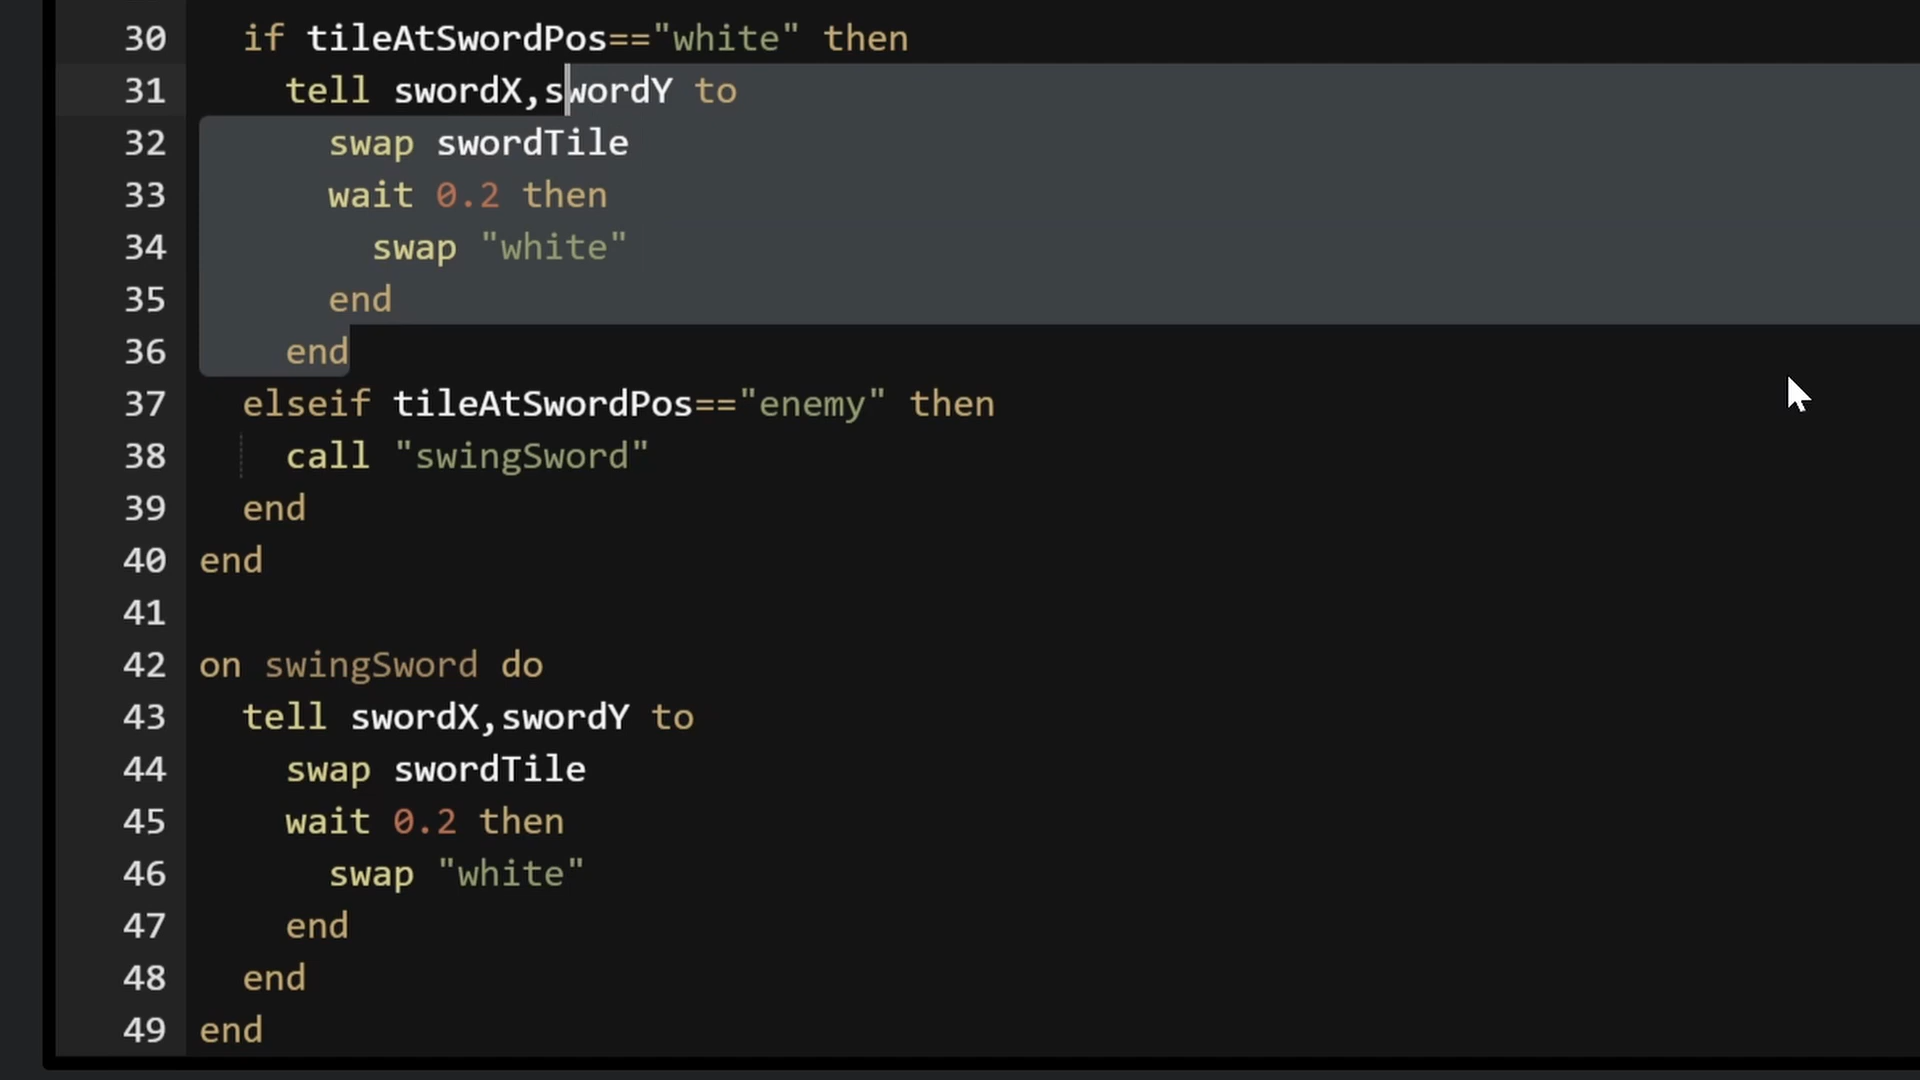 30 if tileAtSwordPos=="white" then
31 tell swordX,swordY to
32 swap swordTile
33 wait 0.2 then
34 swap "white"
35 end
36 end
37 elseif tileAtSwordPos=="enemy" then
38 call "swingSword"
39 end
40 end
41
42 on swingSword do
43 tell swordX,swordY to
44 swap swordTile
45 wait 0.2 then
46 swap "white"
47 end
48 end
49 end